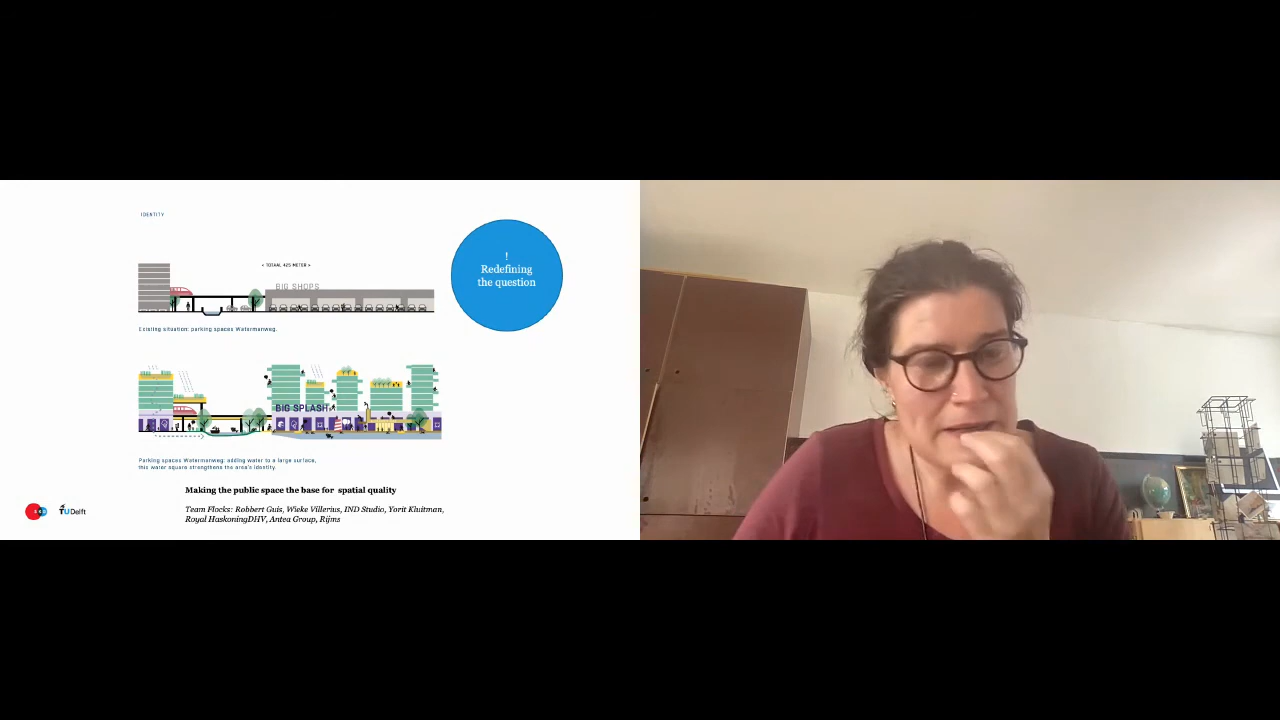 IDENTITY
< TOTAAL 425 METER >
BIG SHOPS
Existing situation: parking spaces Watermanweg.
!
Redefining
the question
BIG SPLASH
Parking spaces Watermanweg: adding water to a large surface,
this water square strengthens the area's identity
Making the public space the base for spatial quality
Team Flocks: Robbert Guis, Wieke Villerius, IND Studio, Yorit Kluitman,
Royal HaskoningDHV, Antea Group, Rijms
TU Delft